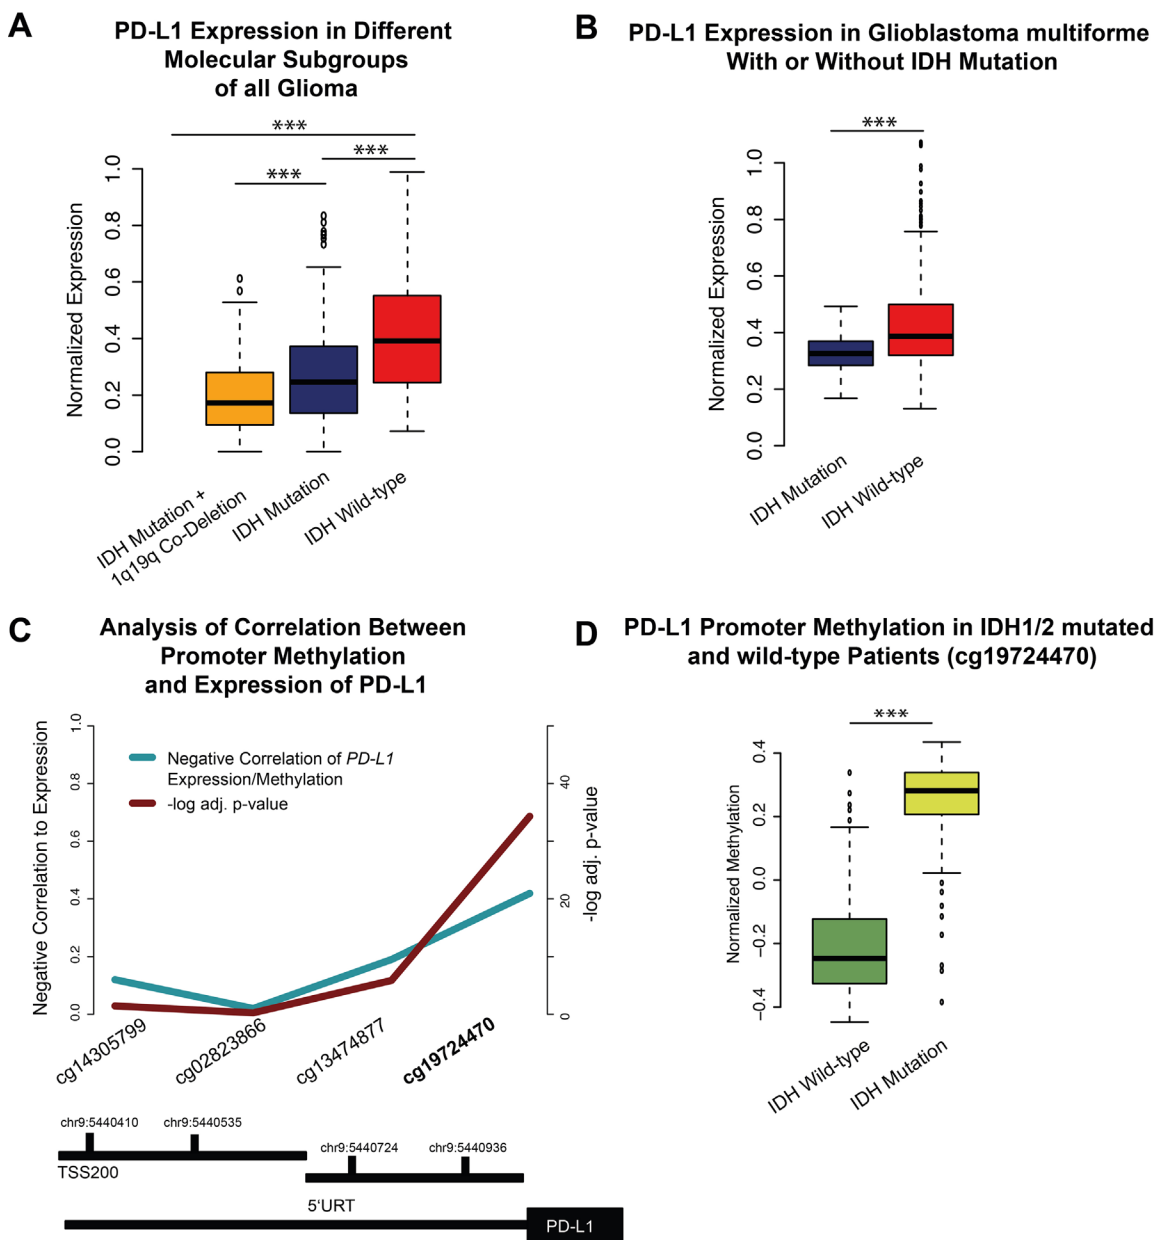 A
PD-L1 Expression in Different
Molecular Subgroups
of all Glioma
***
***
***
Normalized Expression
1.0
0.8
0.6
0.4
0.2
0.0
IDH Mutation +
1q19q Co-Deletion
IDH Mutation
IDH Wild-type
B
PD-L1 Expression in Glioblastoma multiforme
With or Without IDH Mutation
***
Normalized Expression
1.0
0.8
0.6
0.4
0.2
0.0
IDH Mutation
IDH Wild-type
C
Analysis of Correlation Between
Promoter Methylation
and Expression of PD-L1
Negative Correlation to Expression
1.0
0.8
0.6
0.4
0.2
0.0
Negative Correlation of PD-L1
Expression/Methylation
-log adj. p-value
40
20
0
-log adj. p-value
cg14305799
cg02823866
cg13474877
cg19724470
chr9:5440410
chr9:5440535
chr9:5440724
chr9:5440936
TSS200
5‘URT
PD-L1
D
PD-L1 Promoter Methylation in IDH1/2 mutated
and wild-type Patients (cg19724470)
***
Normalized Methylation
0.4
0.2
0.0
−0.2
−0.4
IDH Wild-type
IDH Mutation